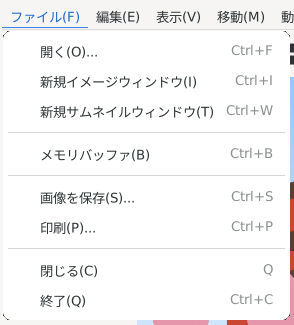 ファイル(F) 編集(E) 表示(V) 移動(M) 動
開く(O)... Ctrl+F
新規イメージウィンドウ(I) Ctrl+I
新規サムネイルウィンドウ(T) Ctrl+W
メモリバッファ(B) Ctrl+B
画像を保存(S)... Ctrl+S
印刷(P)... Ctrl+P
閉じる(C) Q
終了(Q) Ctrl+C